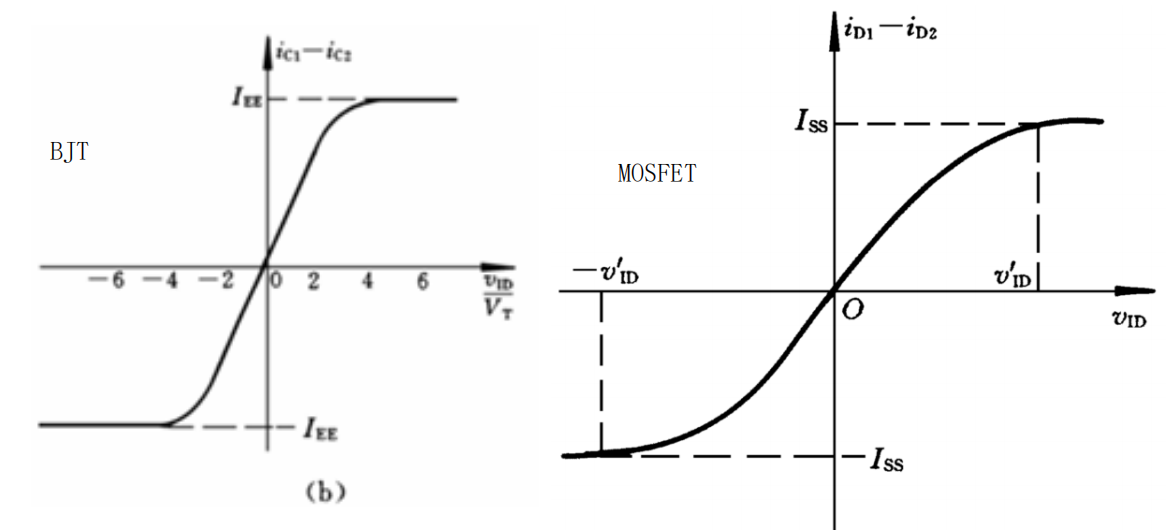 i_C1－i_C2
I_EE
BJT
－6 －4 －2 0 2 4 6
v_ID
V_T
－I_EE
(b)
i_D1－i_D2
I_SS
MOSFET
－v′_ID
v′_ID
O
v_ID
－I_SS